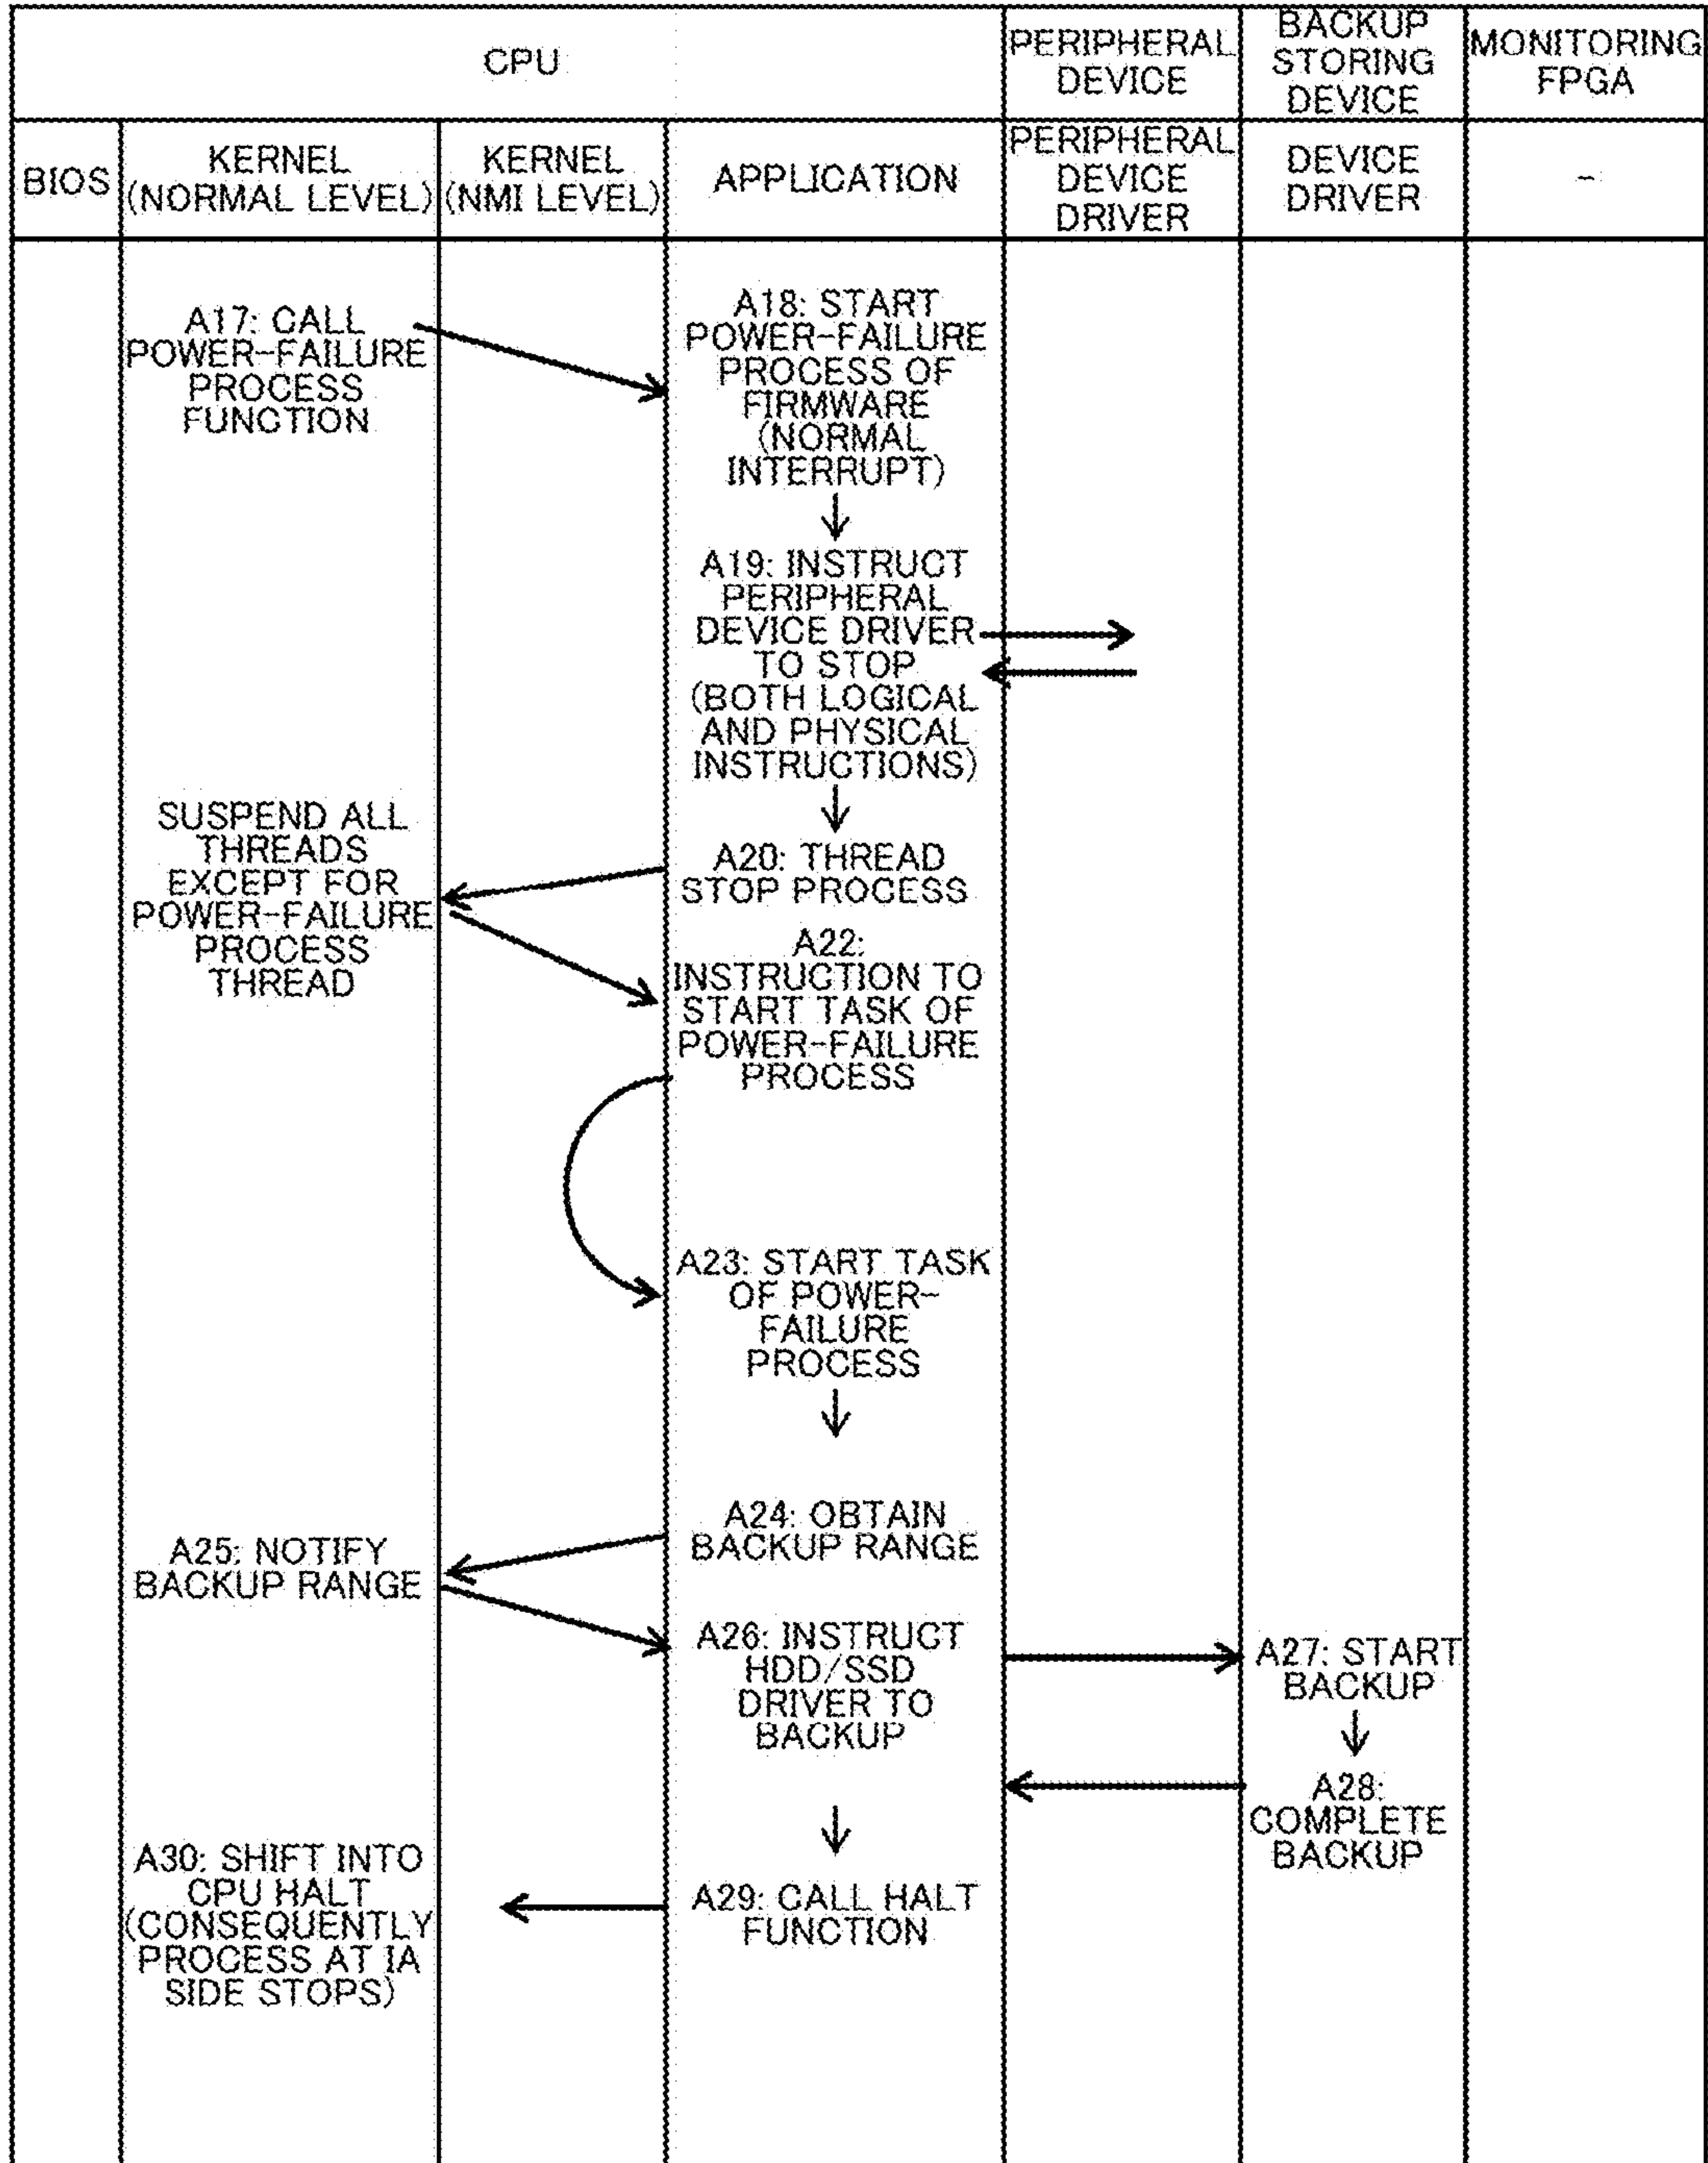 CPU
PERIPHERAL
DEVICE
BACKUP
STORING
DEVICE
MONITORING
FPGA
BIOS
KERNEL
(NORMAL LEVEL)
KERNEL
(NMI LEVEL)
APPLICATION
PERIPHERAL
DEVICE
DRIVER
DEVICE
DRIVER
-
A17: CALL
POWER-FAILURE
PROCESS
FUNCTION
A18: START
POWER-FAILURE
PROCESS OF
FIRMWARE
(NORMAL
INTERRUPT)
A19: INSTRUCT
PERIPHERAL
DEVICE DRIVER
TO STOP
(BOTH LOGICAL
AND PHYSICAL
INSTRUCTIONS)
SUSPEND ALL
THREADS
EXCEPT FOR
POWER-FAILURE
PROCESS
THREAD
A20: THREAD
STOP PROCESS
A22:
INSTRUCTION TO
START TASK OF
POWER-FAILURE
PROCESS
A23: START TASK
OF POWER-
FAILURE
PROCESS
A24: OBTAIN
BACKUP RANGE
A25: NOTIFY
BACKUP RANGE
A26: INSTRUCT
HDD/SSD
DRIVER TO
BACKUP
A27: START
BACKUP
A28:
COMPLETE
BACKUP
A29: CALL HALT
FUNCTION
A30: SHIFT INTO
CPU HALT
(CONSEQUENTLY
PROCESS AT IA
SIDE STOPS)